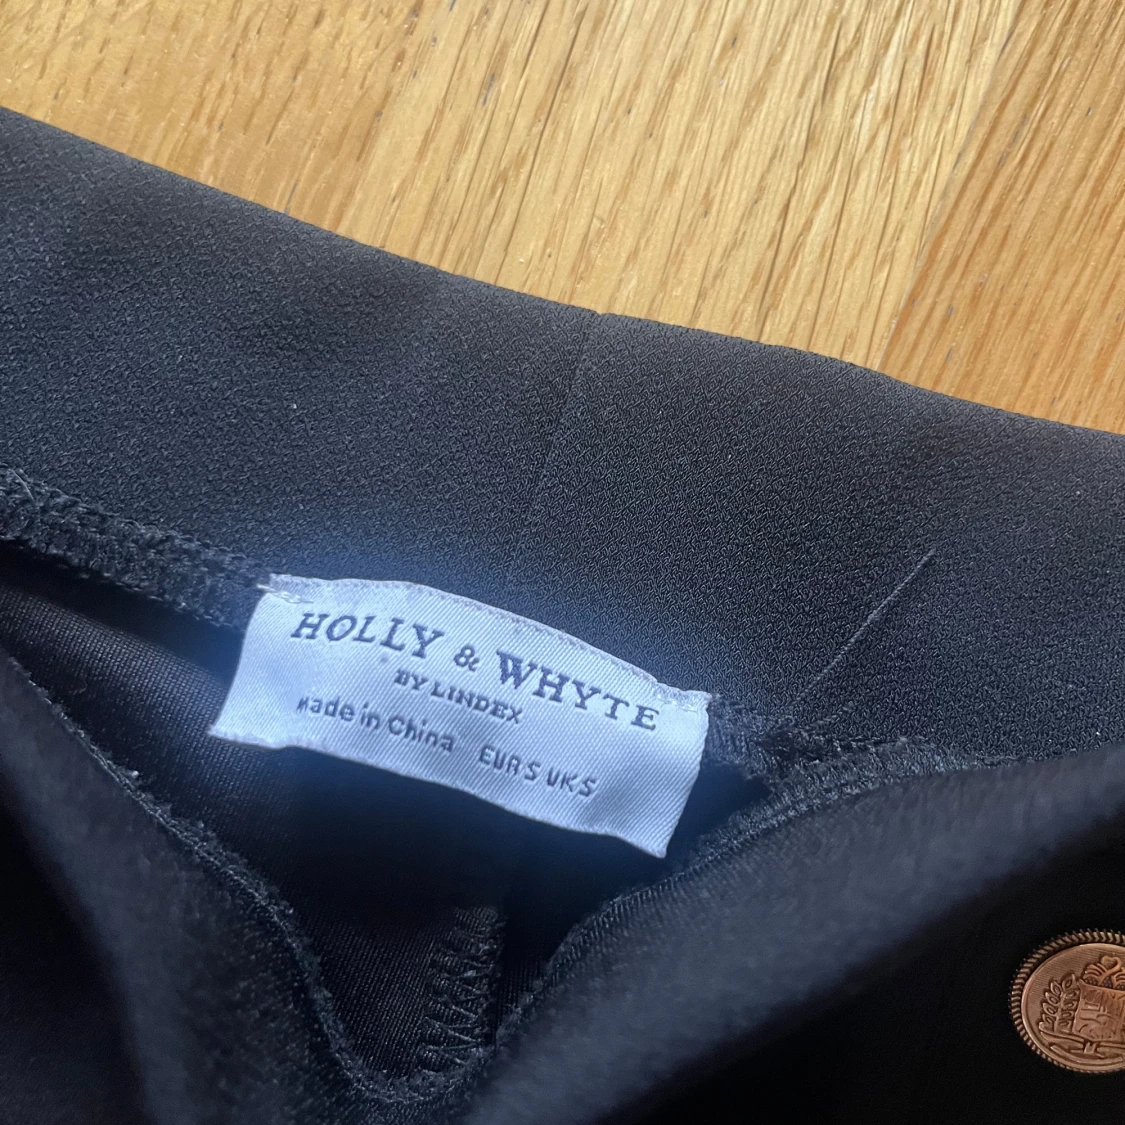 HOLLY & WHYTE
BY LINDEX
Made in China EUR S UK S